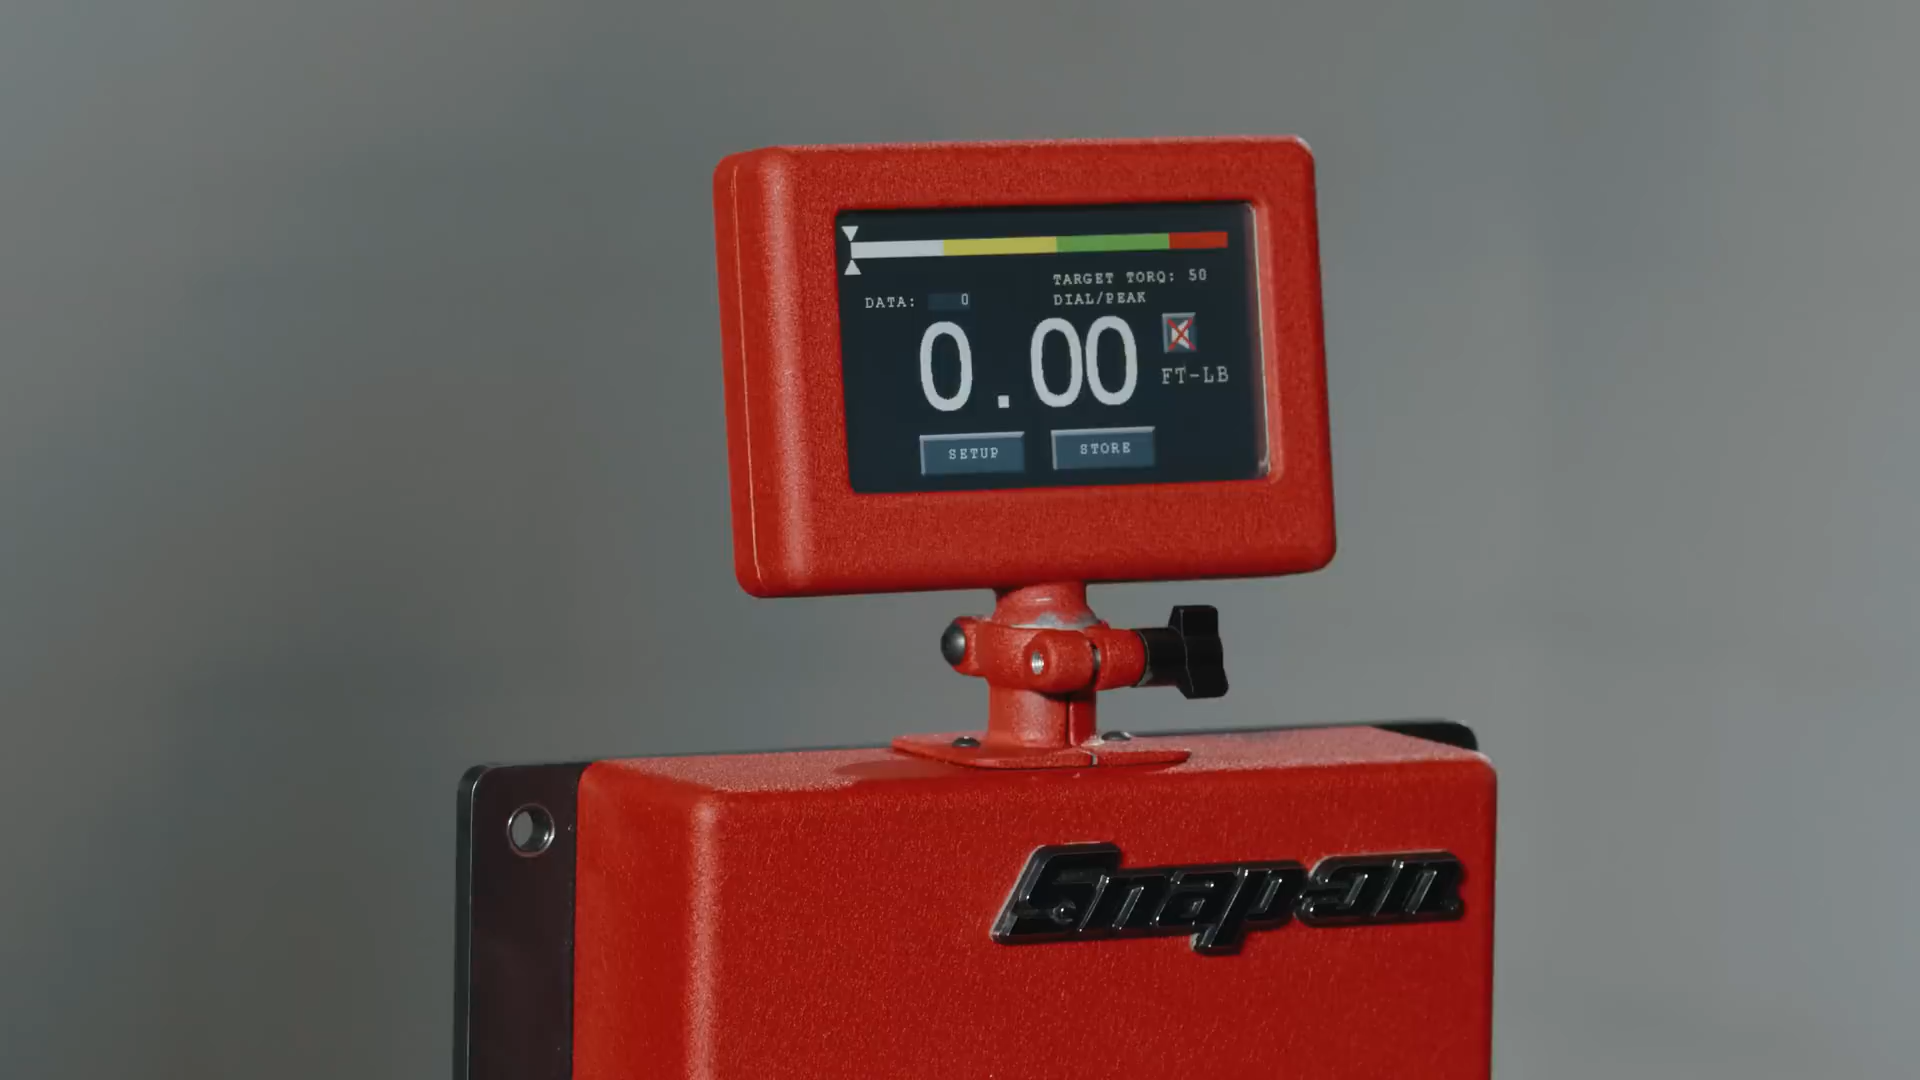 TARGET TORQ: 50
DATA: 0
DIAL/PEAK
0.00
FT-LB
SETUP STORE
Snap-on